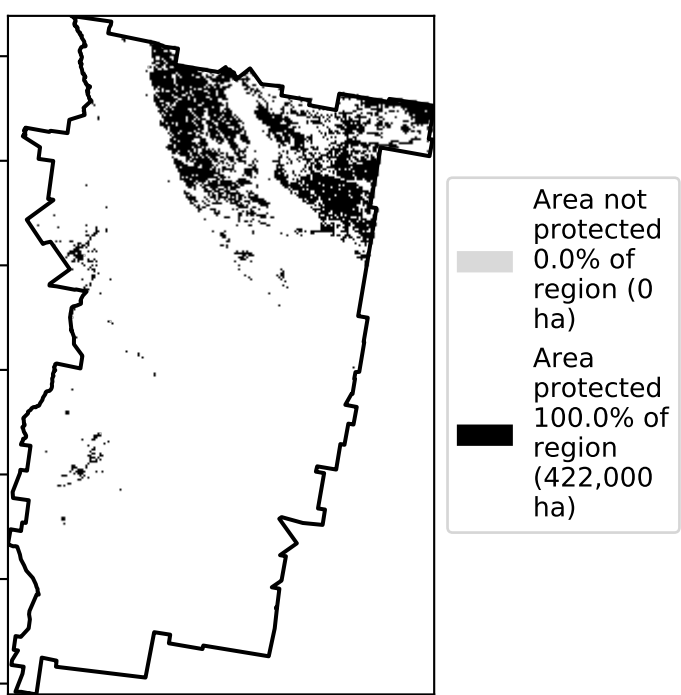 Area not
protected
0.0% of
region (0
ha)
Area
protected
100.0% of
region
(422,000
ha)